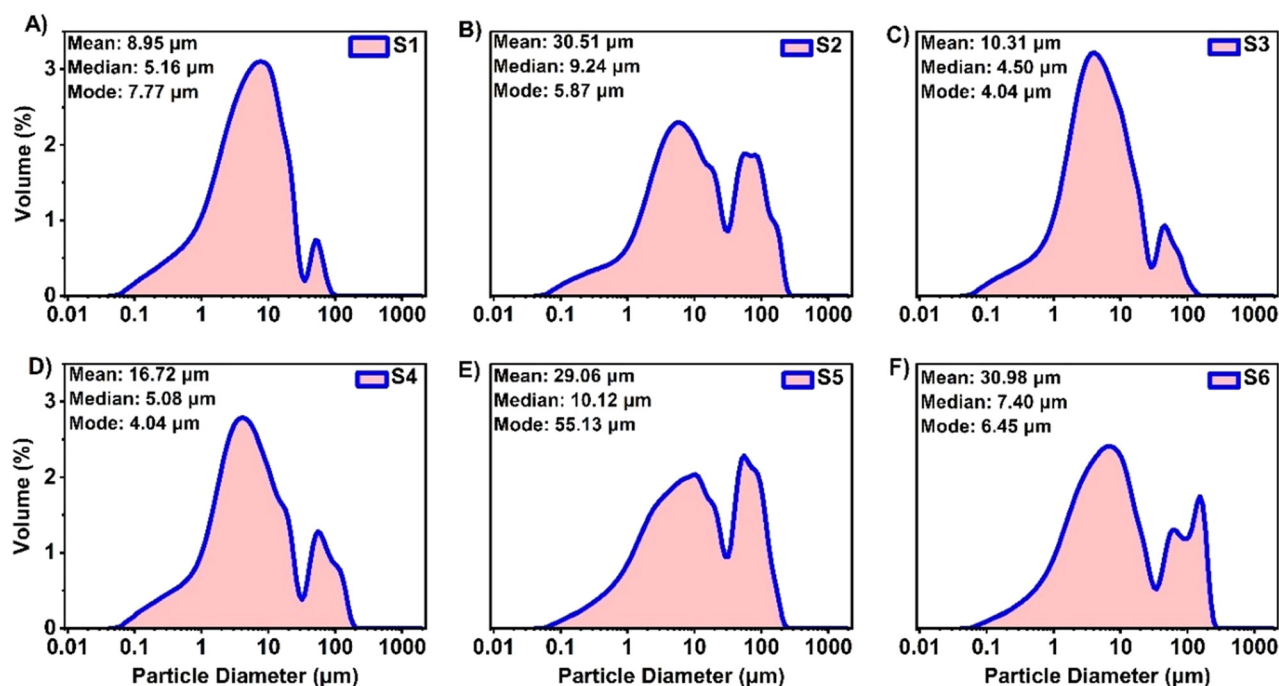 A)
Mean: 8.95 µm
Median: 5.16 µm
Mode: 7.77 µm
S1
B)
Mean: 30.51 µm
Median: 9.24 µm
Mode: 5.87 µm
S2
C)
Mean: 10.31 µm
Median: 4.50 µm
Mode: 4.04 µm
S3
Volume (%)
3
2
1
0
0.01 0.1 1 10 100 1000
0.01 0.1 1 10 100 1000
0.01 0.1 1 10 100 1000
D)
Mean: 16.72 µm
Median: 5.08 µm
Mode: 4.04 µm
S4
E)
Mean: 29.06 µm
Median: 10.12 µm
Mode: 55.13 µm
S5
F)
Mean: 30.98 µm
Median: 7.40 µm
Mode: 6.45 µm
S6
Volume (%)
3
2
1
0
0.01 0.1 1 10 100 1000
0.01 0.1 1 10 100 1000
0.01 0.1 1 10 100 1000
Particle Diameter (µm)
Particle Diameter (µm)
Particle Diameter (µm)